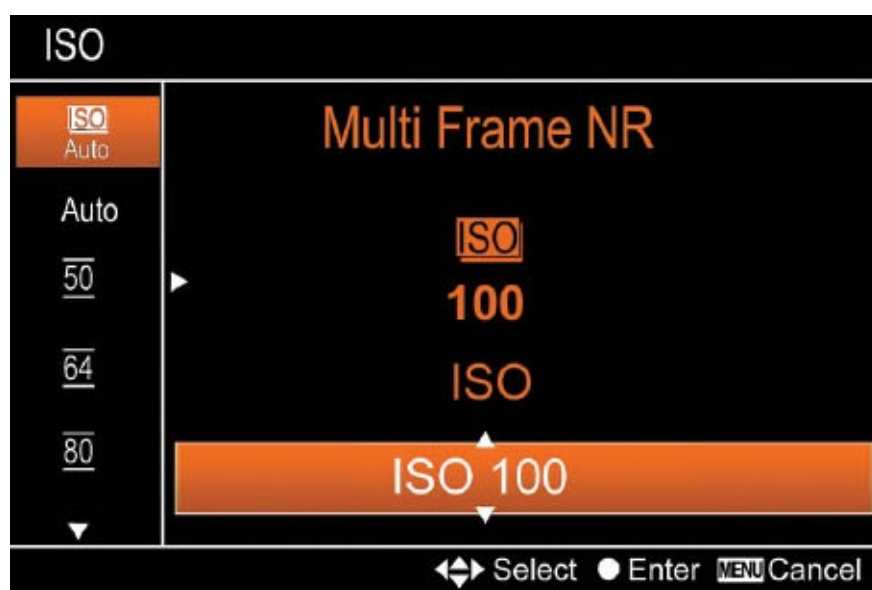 ISO
ISO
Auto
Auto
50
64
80
Multi Frame NR
ISO
100
ISO
ISO 100
Select Enter MENU Cancel